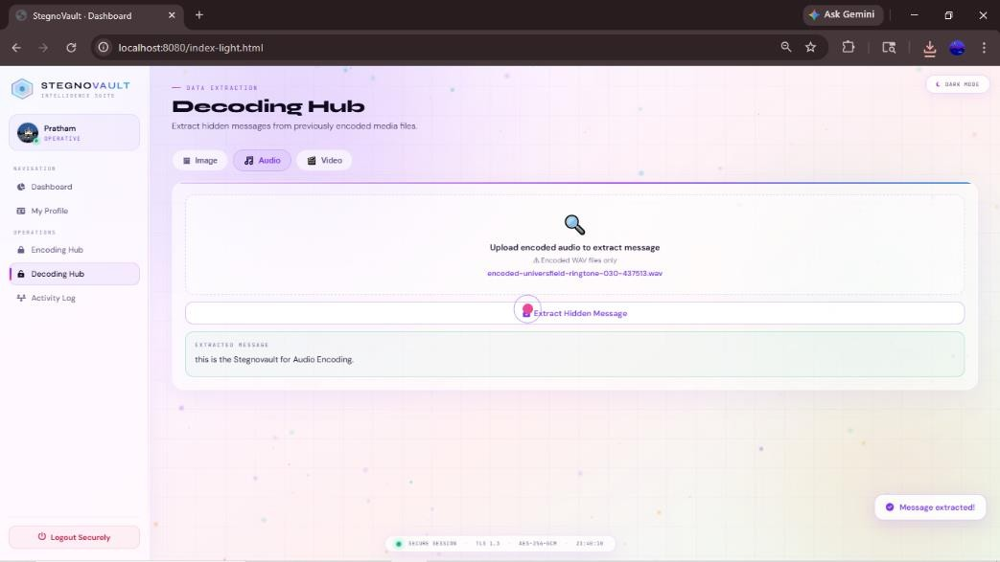 StegnoVault · Dashboard
Ask Gemini
localhost:8080/index-light.html
STEGNOVAULT
INTELLIGENCE SUITE
Pratham
OPERATIVE
NAVIGATION
Dashboard
My Profile
OPERATIONS
Encoding Hub
Decoding Hub
Activity Log
Logout Securely
DATA EXTRACTION
DARK MODE
Decoding Hub
Extract hidden messages from previously encoded media files.
Image
Audio
Video
Upload encoded audio to extract message
⚠ Encoded WAV files only
encoded-universfield-ringtone-030-437513.wav
Extract Hidden Message
EXTRACTED MESSAGE
this is the Stegnovault for Audio Encoding.
Message extracted!
SECURE SESSION · TLS 1.3 · AES-256-GCM · 21:40:10